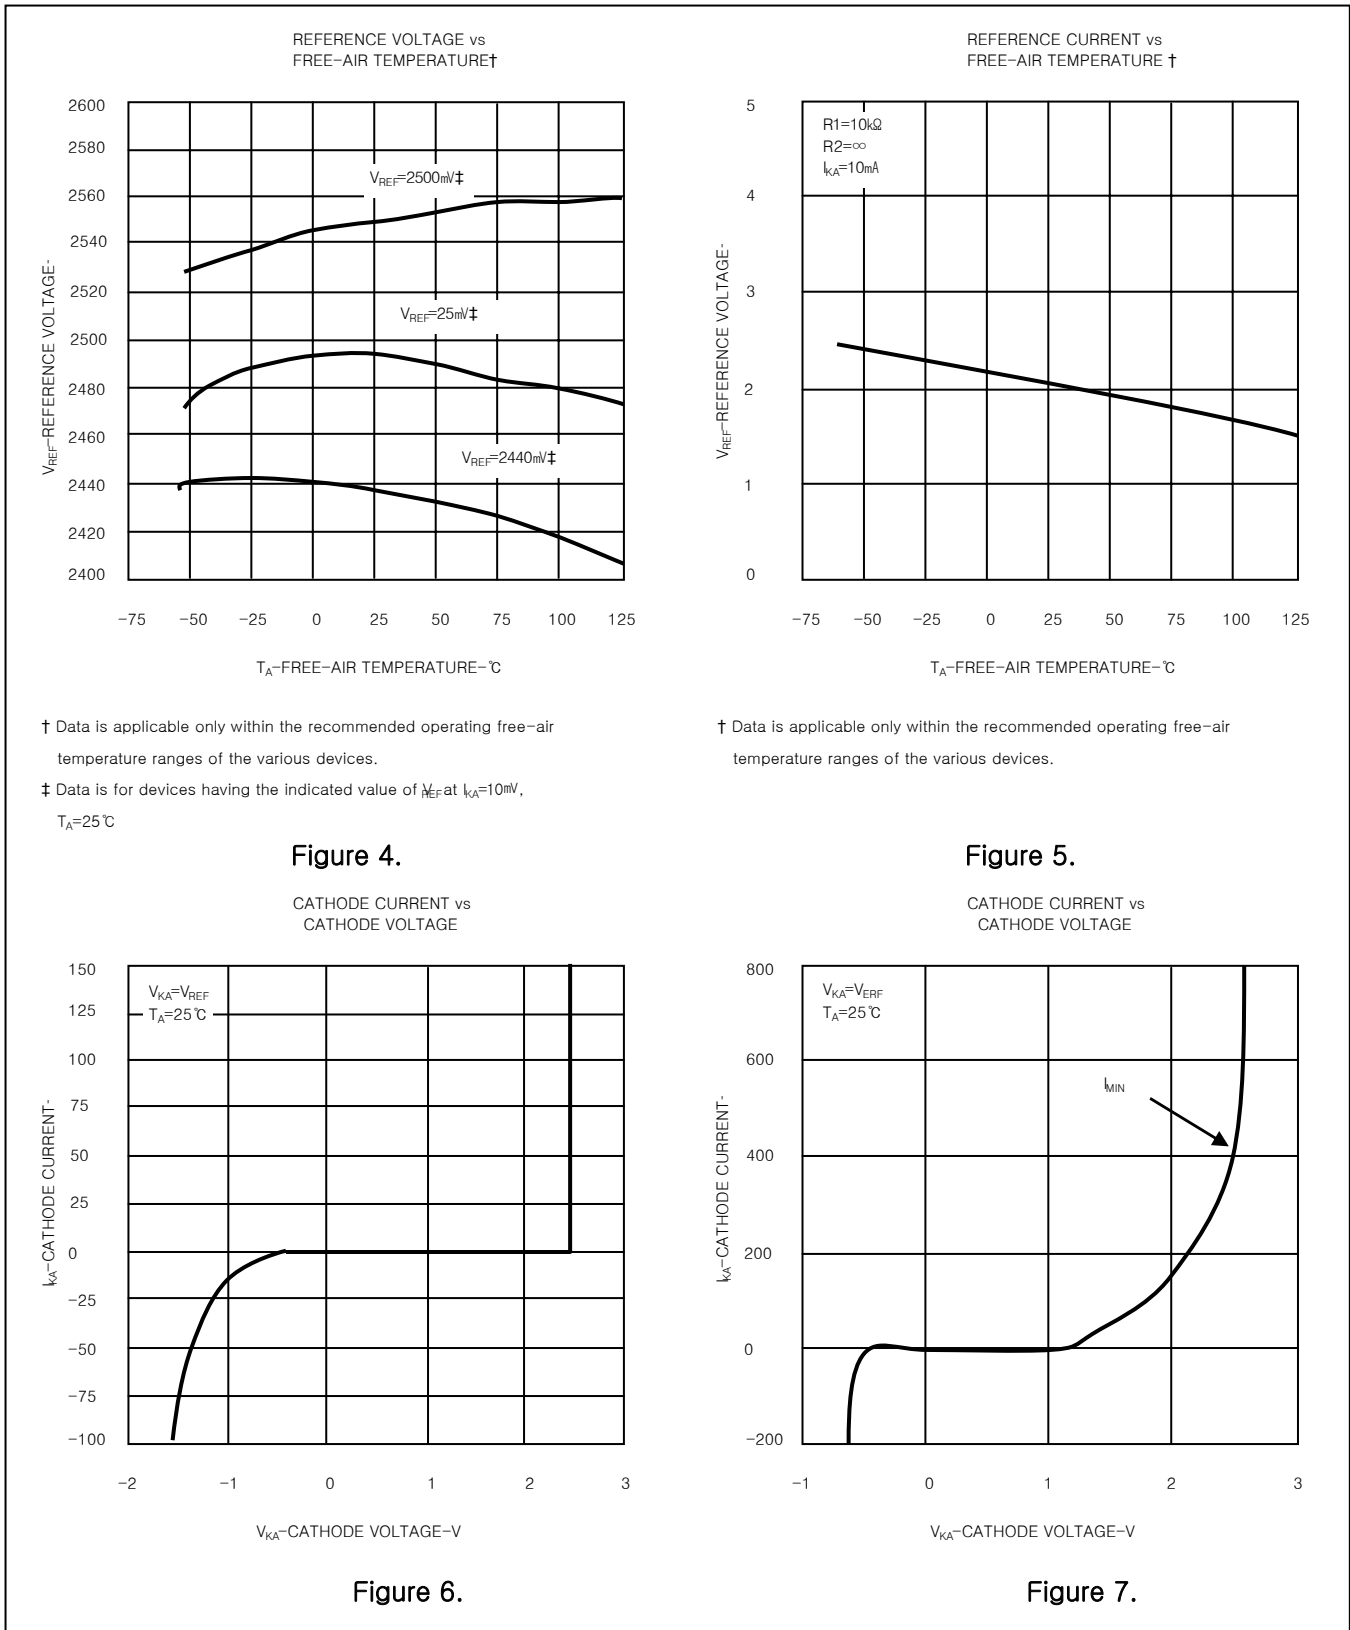 REFERENCE VOLTAGE vs
FREE-AIR TEMPERATURE†
2600
2580
2560
2540
2520
2500
2480
2460
2440
2420
2400
VREF-REFERENCE VOLTAGE-
VREF=2500mV‡
VREF=25mV‡
VREF=2440mV‡
-75 -50 -25 0 25 50 75 100 125
TA-FREE-AIR TEMPERATURE-℃
† Data is applicable only within the recommended operating free-air
temperature ranges of the various devices.
‡ Data is for devices having the indicated value of VREF at IKA=10mV,
TA=25℃
Figure 4.
REFERENCE CURRENT vs
FREE-AIR TEMPERATURE †
5
4
3
2
1
0
VREF-REFERENCE VOLTAGE-
R1=10kΩ
R2=∞
IKA=10mA
-75 -50 -25 0 25 50 75 100 125
TA-FREE-AIR TEMPERATURE-℃
† Data is applicable only within the recommended operating free-air
temperature ranges of the various devices.
Figure 5.
CATHODE CURRENT vs
CATHODE VOLTAGE
150
125
100
75
50
25
0
-25
-50
-75
-100
IKA-CATHODE CURRENT-
VKA=VREF
TA=25℃
-2 -1 0 1 2 3
VKA-CATHODE VOLTAGE-V
Figure 6.
CATHODE CURRENT vs
CATHODE VOLTAGE
800
600
400
200
0
-200
IKA-CATHODE CURRENT-
VKA=VERF
TA=25℃
IMIN
-1 0 1 2 3
VKA-CATHODE VOLTAGE-V
Figure 7.